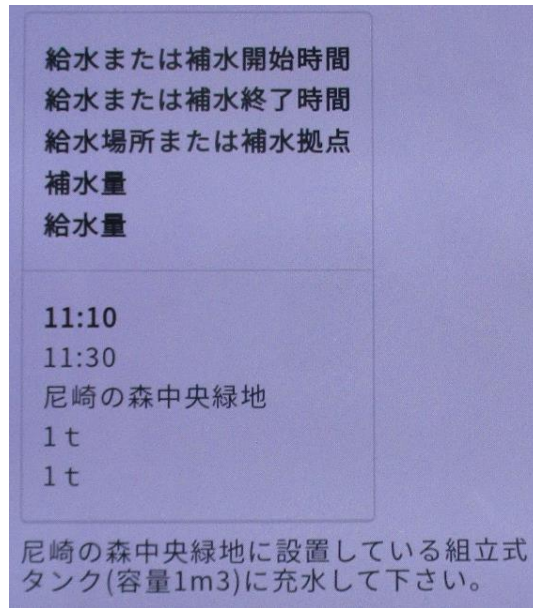 給水または補水開始時間
給水または補水終了時間
給水場所または補水拠点
補水量
給水量
11:10
11:30
尼崎の森中央緑地
1 t
1 t
尼崎の森中央緑地に設置している組立式
タンク(容量1m3)に充水して下さい。